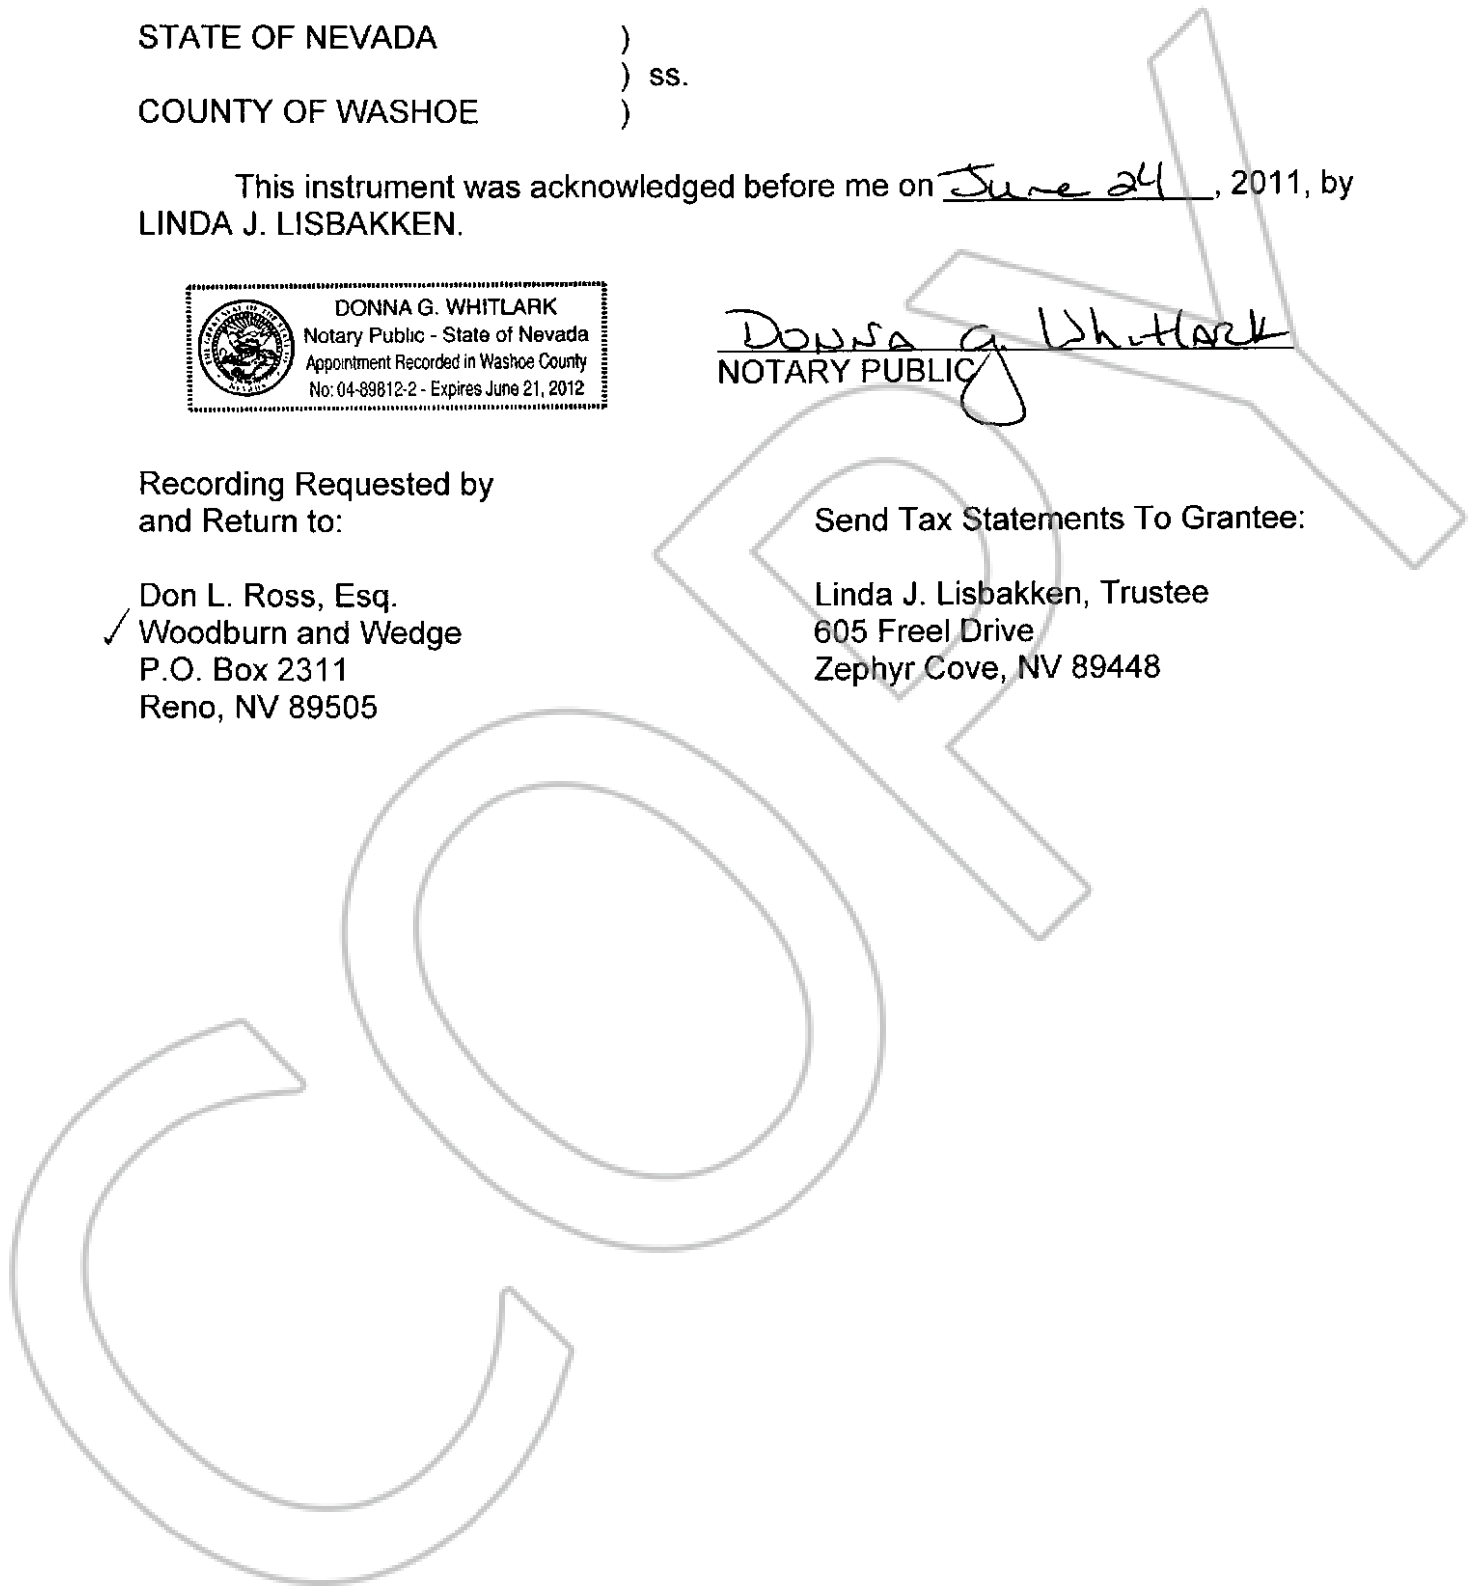 STATE OF NEVADA )
) ss.
COUNTY OF WASHOE )
This instrument was acknowledged before me on June 24, 2011, by
LINDA J. LISBAKKEN.
DONNA G. WHITLARK
Notary Public - State of Nevada
Appointment Recorded in Washoe County
No: 04-89812-2 - Expires June 21, 2012
Donna G. Whitlark
NOTARY PUBLIC
Recording Requested by
and Return to:
Don L. Ross, Esq.
✓ Woodburn and Wedge
P.O. Box 2311
Reno, NV 89505
Send Tax Statements To Grantee:
Linda J. Lisbakken, Trustee
605 Freel Drive
Zephyr Cove, NV 89448
COPY